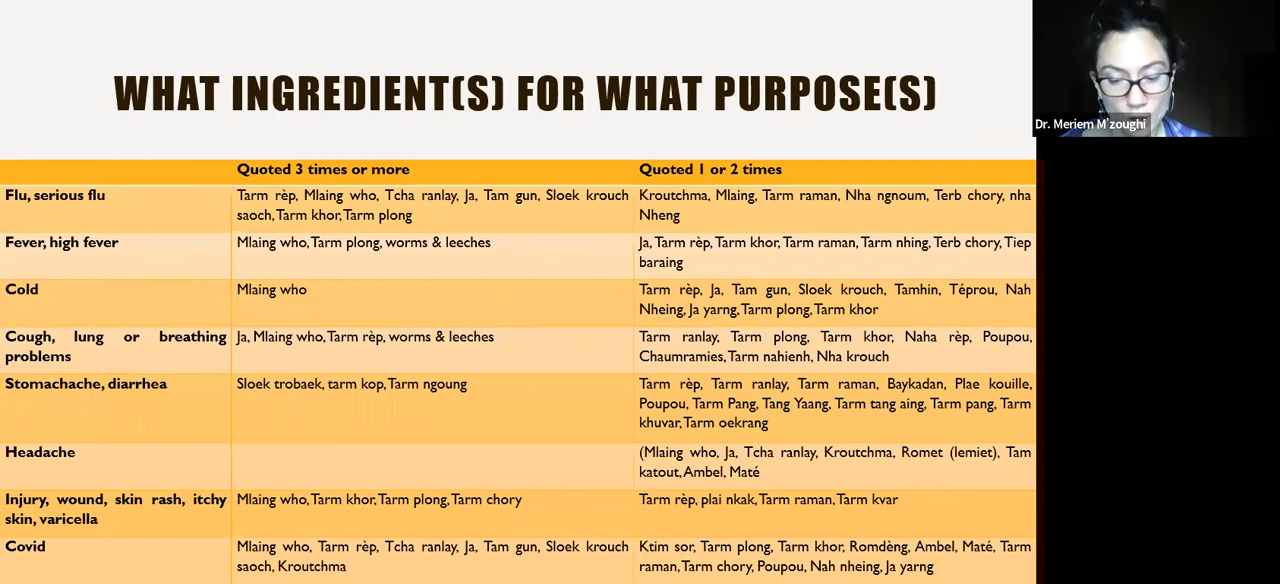 WHAT INGREDIENT(S) FOR WHAT PURPOSE(S)
Dr. Meriem M'zoughi
Quoted 3 times or more
Quoted 1 or 2 times
Flu, serious flu
Tarm rèp, Mlaing who, Tcha ranlay, Ja, Tam gun, Sloek krouch
saoch, Tarm khor, Tarm plong
Kroutchma, Mlaing, Tarm raman, Nha ngnoum, Terb chory, nha
Nheng
Fever, high fever
Mlaing who, Tarm plong, worms & leeches
Ja, Tarm rèp, Tarm khor, Tarm raman, Tarm nhing, Terb chory, Tiep
baraing
Cold
Mlaing who
Tarm rèp, Ja, Tam gun, Sloek krouch, Tamhin, Téprou, Nah
Nheing, Ja yarng, Tarm plong, Tarm khor
Cough, lung or breathing
problems
Ja, Mlaing who, Tarm rèp, worms & leeches
Tarm ranlay, Tarm plong, Tarm khor, Naha rèp, Poupou,
Chaumramies, Tarm nahienh, Nha krouch
Stomachache, diarrhea
Sloek trobaek, tarm kop, Tarm ngoung
Tarm rèp, Tarm ranlay, Tarm raman, Baykadan, Plae kouille,
Poupou, Tarm Pang, Tang Yaang, Tarm tang aing, Tarm pang, Tarm
khuvar, Tarm oekrang
Headache
(Mlaing who, Ja, Tcha ranlay, Kroutchma, Romet (lemiet), Tam
katout, Ambel, Maté
Injury, wound, skin rash, itchy
skin, varicella
Mlaing who, Tarm khor, Tarm plong, Tarm chory
Tarm rèp, plai nkak, Tarm raman, Tarm kvar
Covid
Mlaing who, Tarm rèp, Tcha ranlay, Ja, Tam gun, Sloek krouch
saoch, Kroutchma
Ktim sor, Tarm plong, Tarm khor, Romdèng, Ambel, Maté, Tarm
raman, Tarm chory, Poupou, Nah nheing, Ja yarng